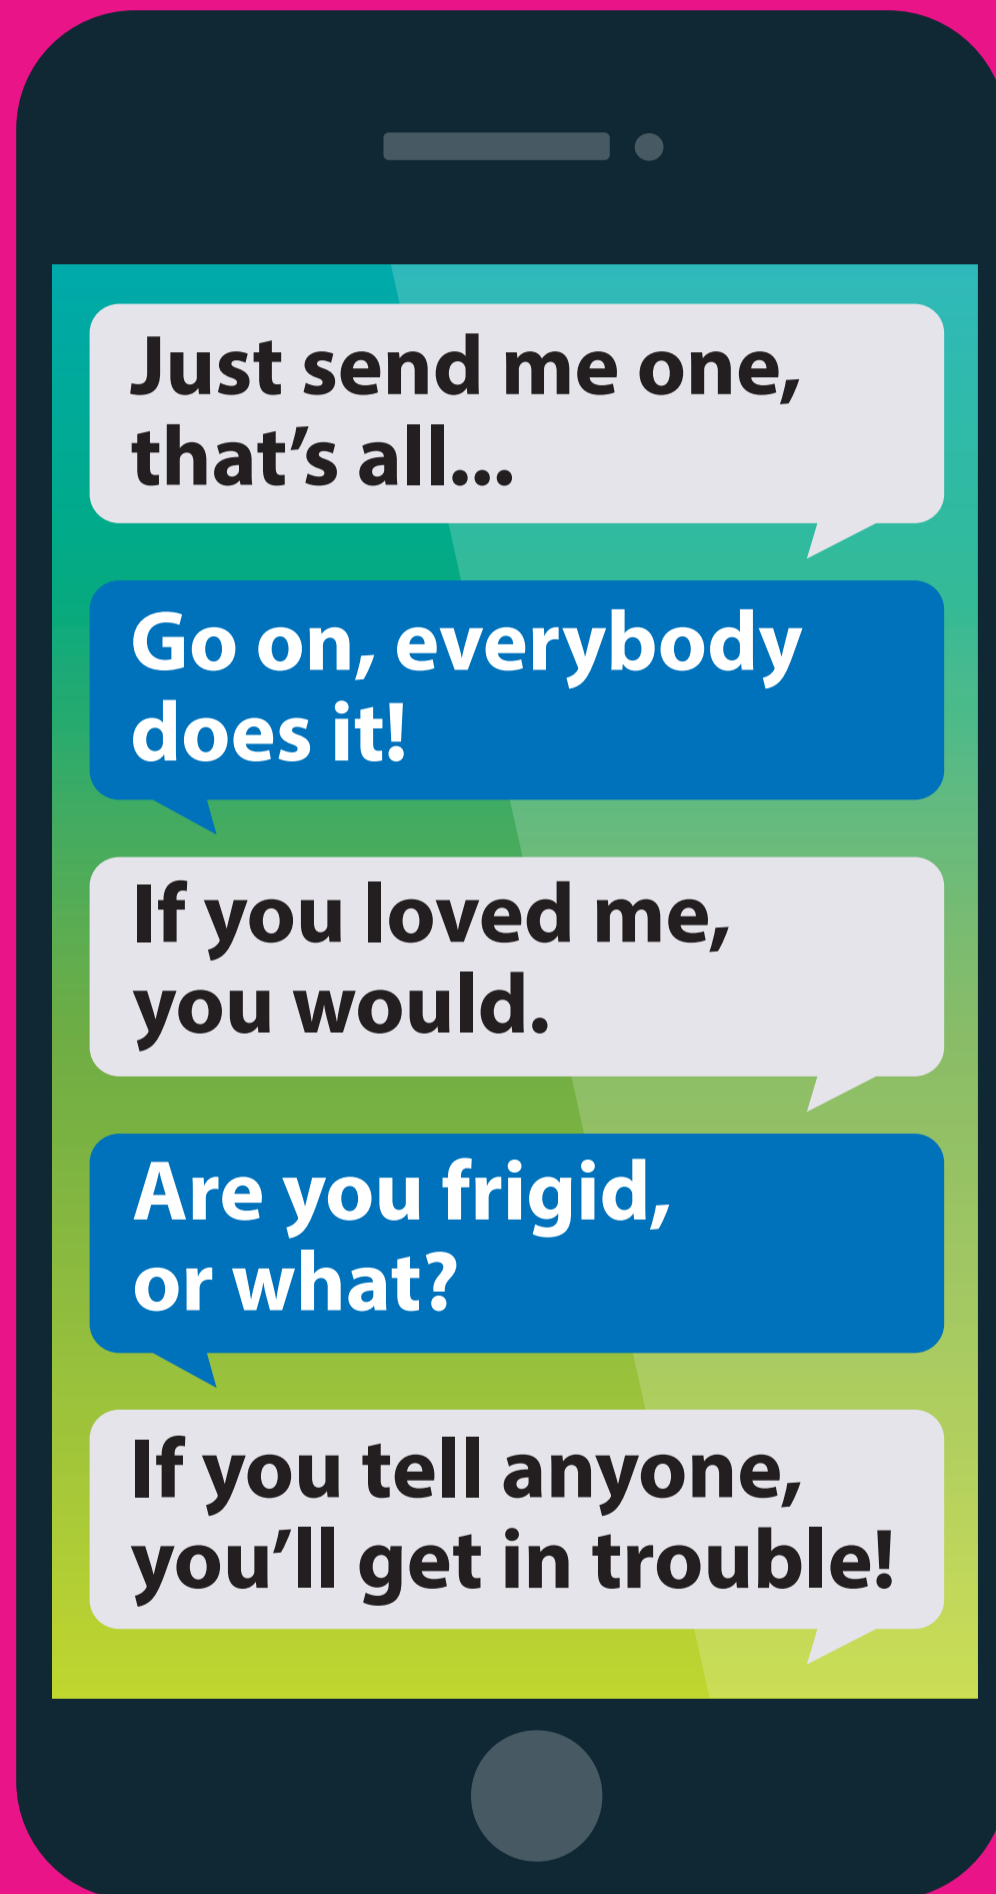 Just send me one,
that’s all...
Go on, everybody
does it!
If you loved me,
you would.
Are you frigid,
or what?
If you tell anyone,
you’ll get in trouble!